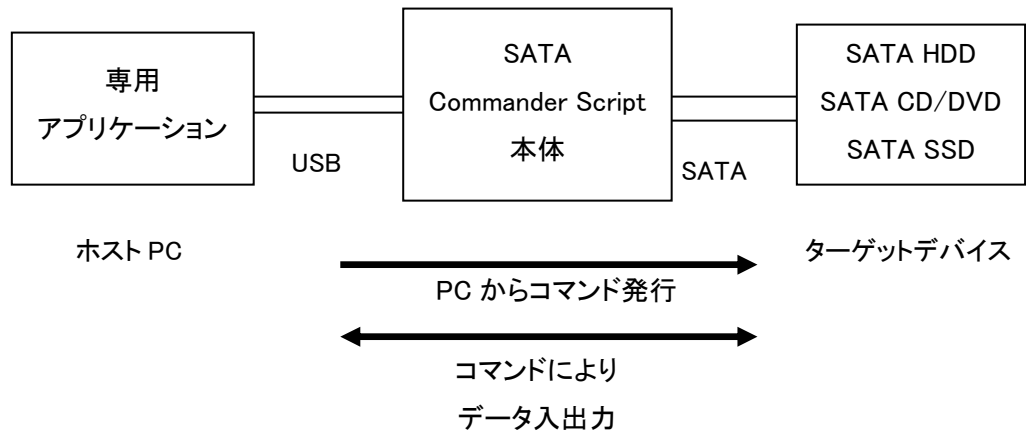 専用
アプリケーション
USB
SATA
Commander Script
本体
SATA
SATA HDD
SATA CD/DVD
SATA SSD
ホスト PC
ターゲットデバイス
PC からコマンド発行
コマンドにより
データ入出力